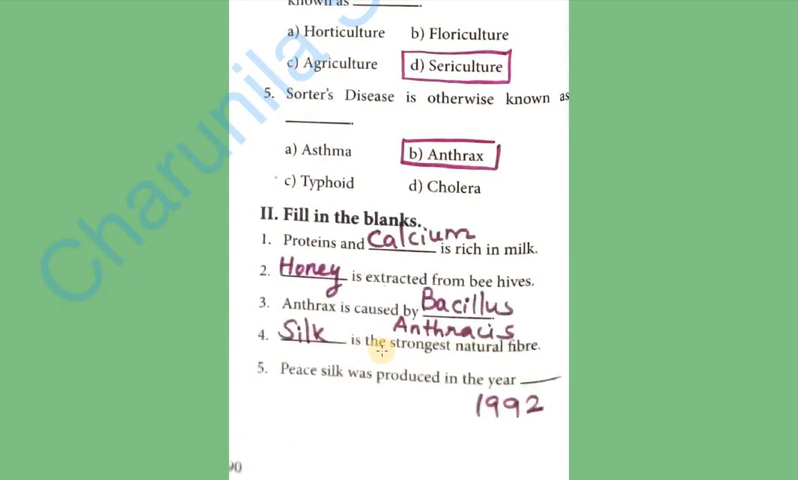 known as ________.
a) Horticulture b) Floriculture
c) Agriculture d) Sericulture
5. Sorter's Disease is otherwise known as
________.
a) Asthma b) Anthrax
c) Typhoid d) Cholera
II. Fill in the blanks.
1. Proteins and Calcium is rich in milk.
2. Honey is extracted from bee hives.
3. Anthrax is caused by Bacillus
Anthracis
4. Silk is the strongest natural fibre.
5. Peace silk was produced in the year ____
1992
90
Charunila